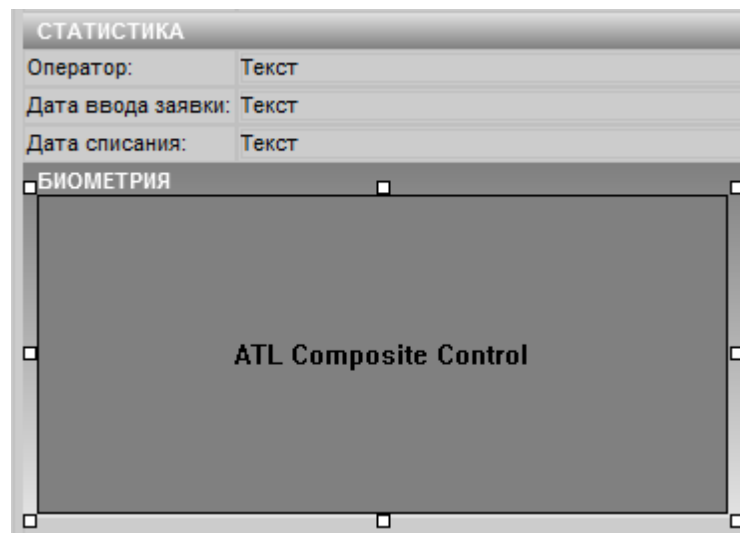 СТАТИСТИКА
Оператор: Текст
Дата ввода заявки: Текст
Дата списания: Текст
БИОМЕТРИЯ
ATL Composite Control